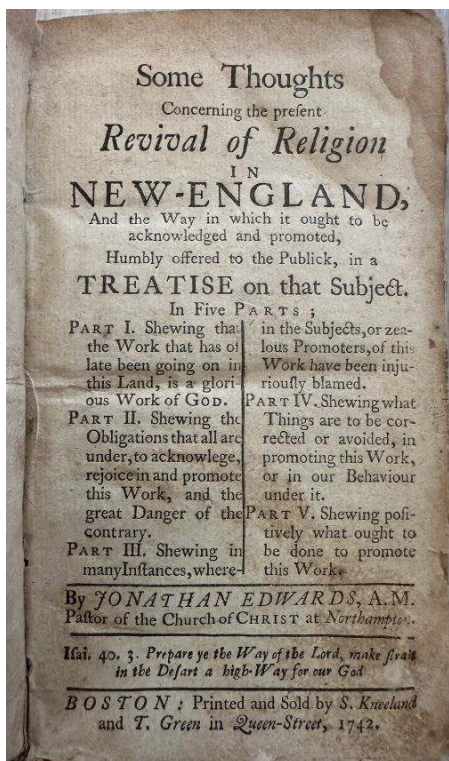 Some Thoughts
Concerning the preſent
Revival of Religion
IN
NEW-ENGLAND,
And the Way in which it ought to be
acknowledged and promoted,
Humbly offered to the Publick, in a
TREATISE on that Subject.
In Five PARTS ;
PART I. Shewing that
the Work that has of
late been going on in
this Land, is a glori-
ous Work of GOD.
PART II. Shewing the
Obligations that all are
under, to acknowlege,
rejoice in and promote
this Work, and the
great Danger of the
contrary.
PART III. Shewing in
many Inſtances, where-
in the Subjects, or zea-
lous Promoters, of this
Work have been inju-
riouſly blamed.
PART IV. Shewing what
Things are to be cor-
rected or avoided, in
promoting this Work,
or in our Behaviour
under it.
PART V. Shewing poſi-
tively what ought to
be done to promote
this Work.
By JONATHAN EDWARDS, A. M.
Paſtor of the Church of CHRIST at Northampton.
Iſai. 40. 3. Prepare ye the Way of the Lord, make ſtrait
in the Deſart a high-Way for our God
BOSTON : Printed and Sold by S. Kneeland
and T. Green in Queen-Street, 1742.